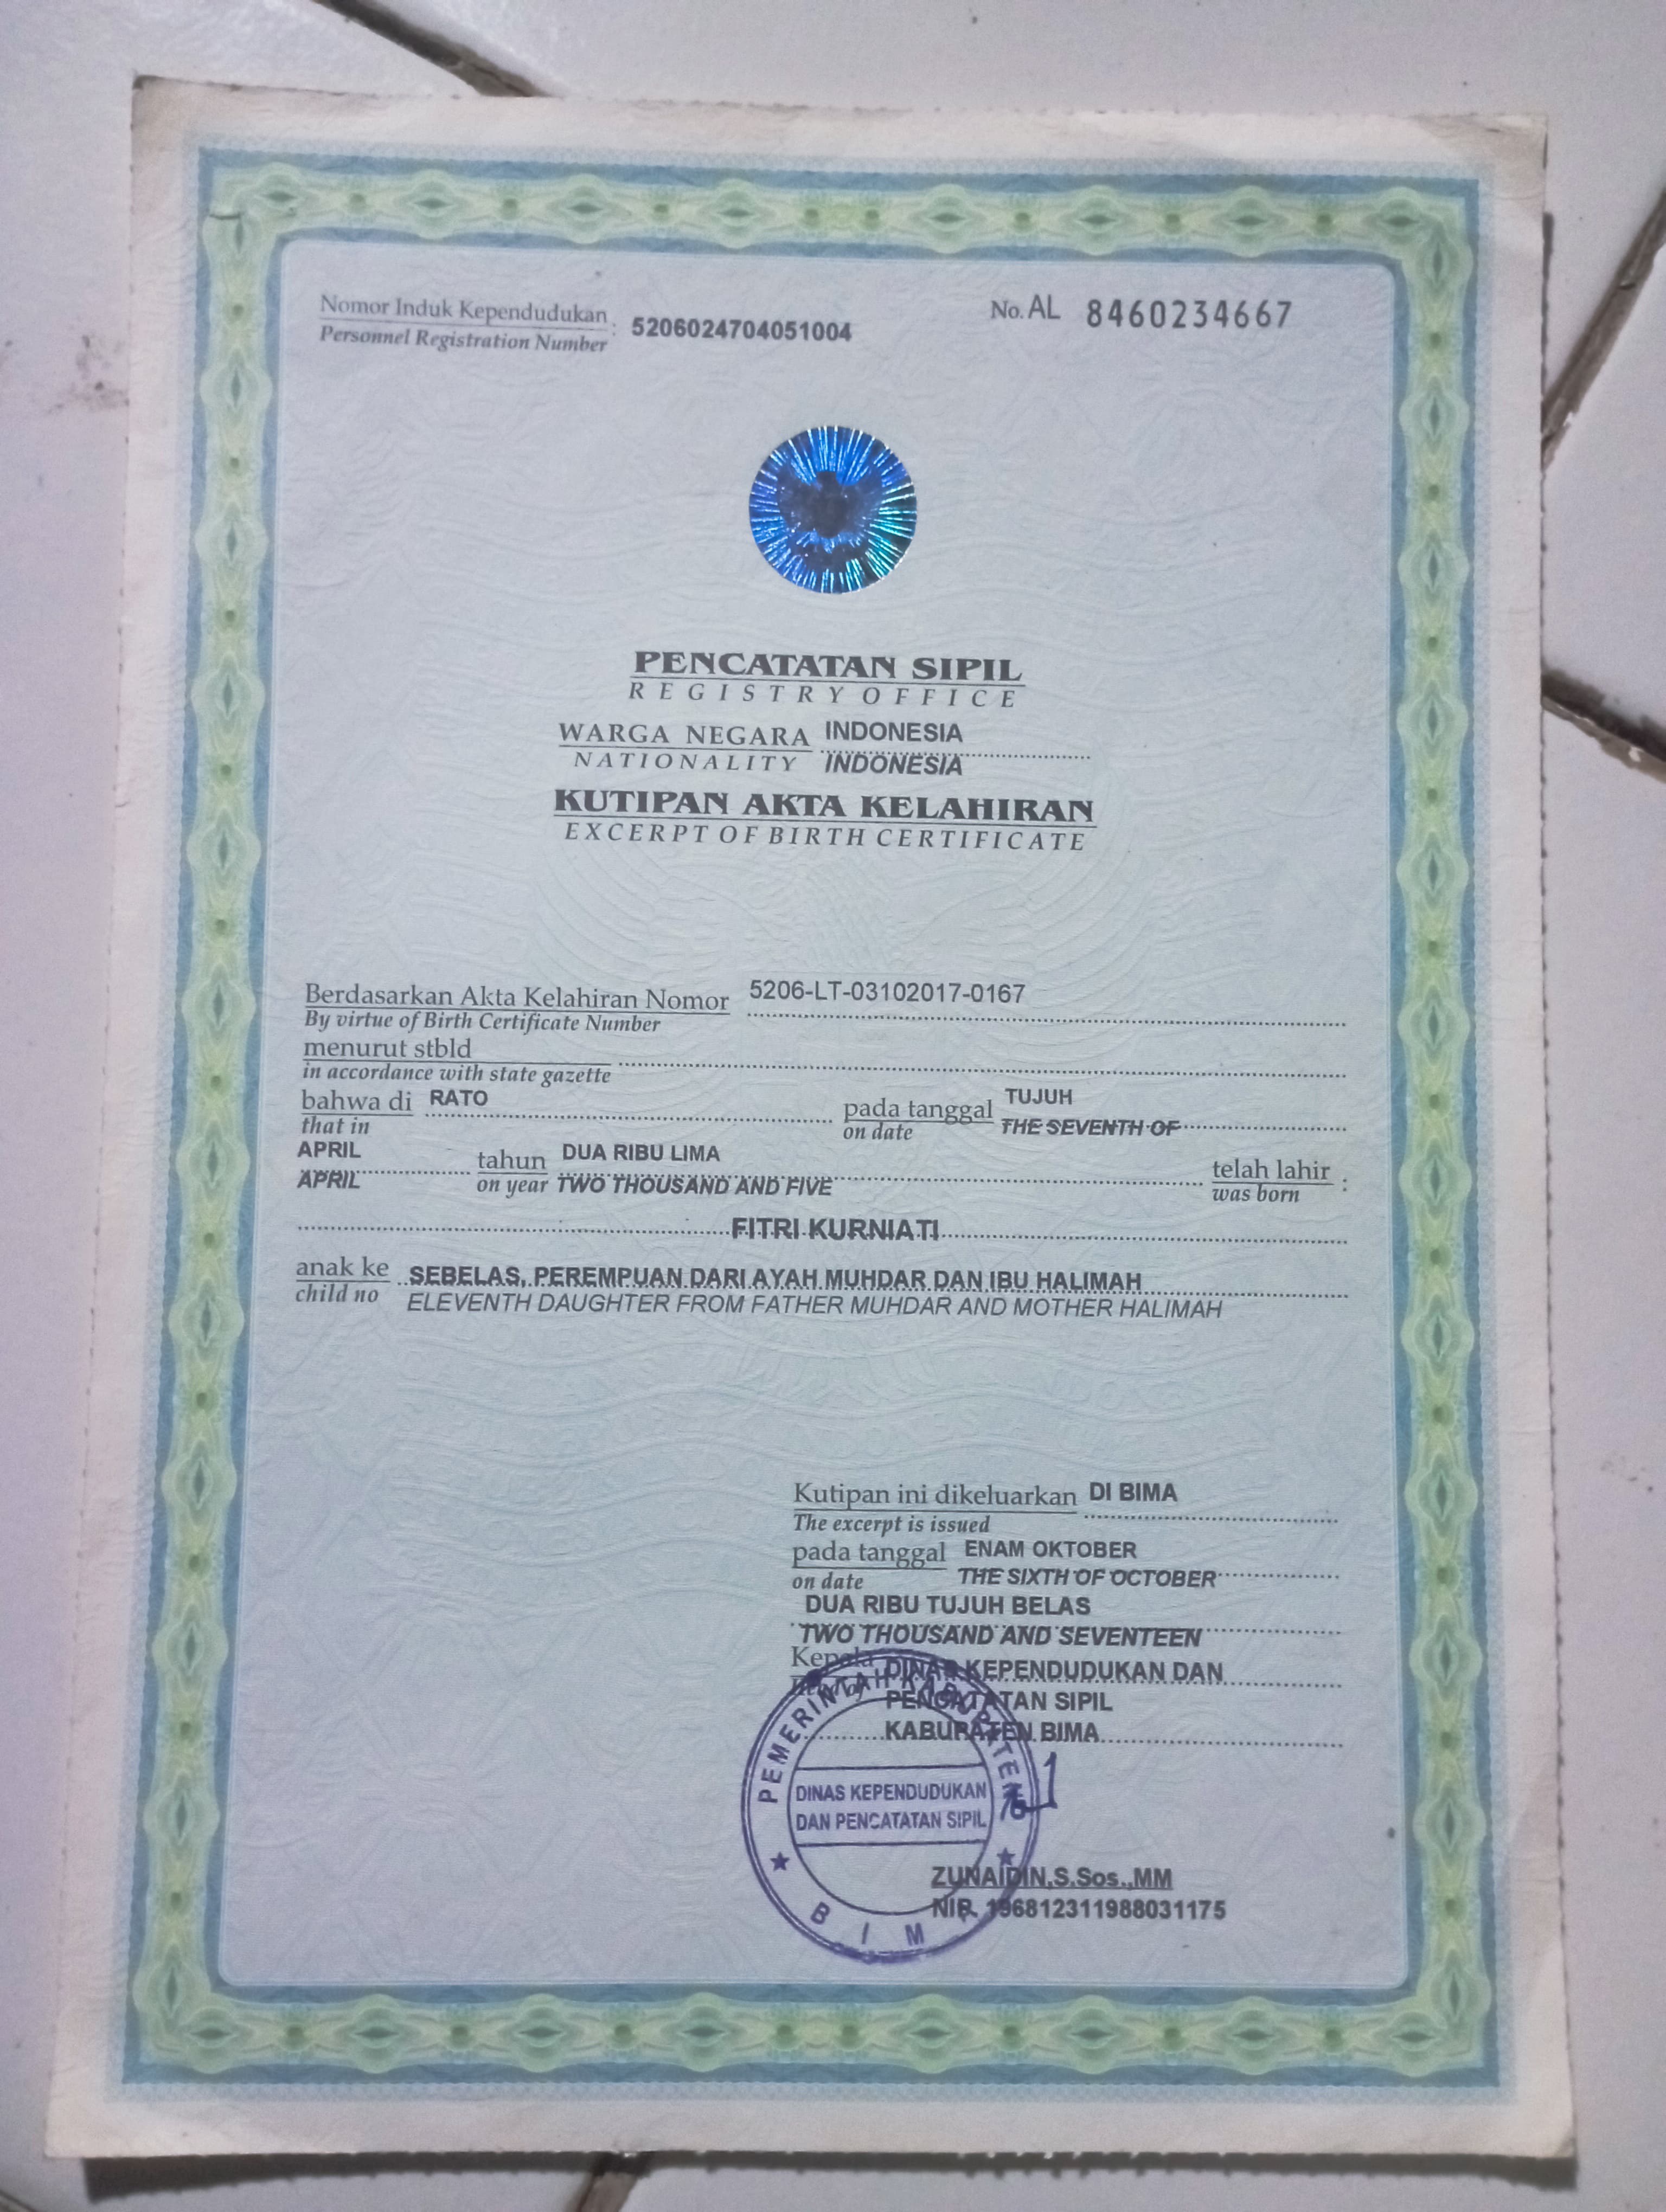 Nomor Induk Kependudukan : 5206024704051004
Personnel Registration Number
No. AL 8460234667
PENCATATAN SIPIL
REGISTRY OFFICE
WARGA NEGARA INDONESIA
NATIONALITY INDONESIA
KUTIPAN AKTA KELAHIRAN
EXCERPT OF BIRTH CERTIFICATE
Berdasarkan Akta Kelahiran Nomor 5206-LT-03102017-0167
By virtue of Birth Certificate Number
menurut stbld
in accordance with state gazette
bahwa di RATO pada tanggal TUJUH
that in on date THE SEVENTH OF
APRIL tahun DUA RIBU LIMA telah lahir :
APRIL on year TWO THOUSAND AND FIVE was born
FITRI KURNIATI
anak ke SEBELAS, PEREMPUAN DARI AYAH MUHDAR DAN IBU HALIMAH
child no ELEVENTH DAUGHTER FROM FATHER MUHDAR AND MOTHER HALIMAH
Kutipan ini dikeluarkan DI BIMA
The excerpt is issued
pada tanggal ENAM OKTOBER
on date THE SIXTH OF OCTOBER
DUA RIBU TUJUH BELAS
TWO THOUSAND AND SEVENTEEN
Kepala DINAS KEPENDUDUKAN DAN
Head of PENCATATAN SIPIL
KABUPATEN BIMA
PEMERINTAH KABUPATEN
DINAS KEPENDUDUKAN
DAN PENCATATAN SIPIL
BIMA
ZUNAIDIN,S.Sos.,MM
NIP. 196812311988031175